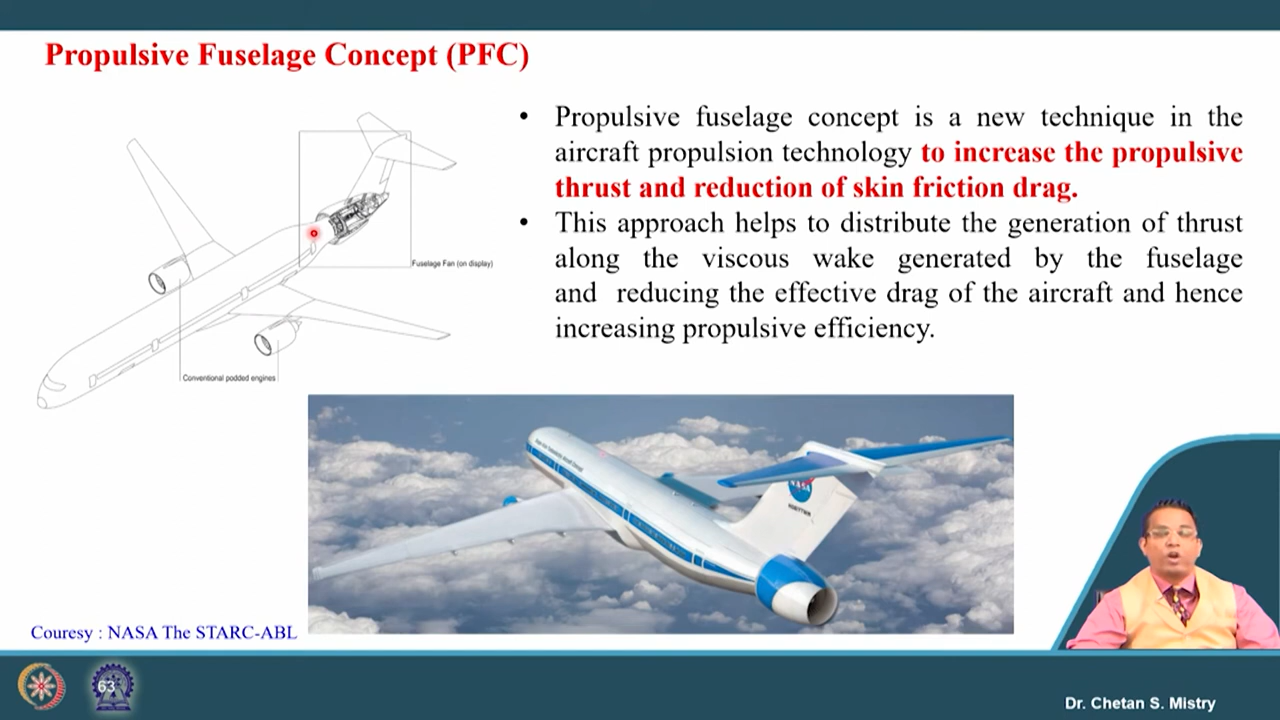 Propulsive Fuselage Concept (PFC)
• Propulsive fuselage concept is a new technique in the
aircraft propulsion technology to increase the propulsive
thrust and reduction of skin friction drag.
• This approach helps to distribute the generation of thrust
along the viscous wake generated by the fuselage
and reducing the effective drag of the aircraft and hence
increasing propulsive efficiency.
Fuselage Fan (on display)
Conventional podded engines
NASA
Couresy : NASA The STARC-ABL
63
Dr. Chetan S. Mistry